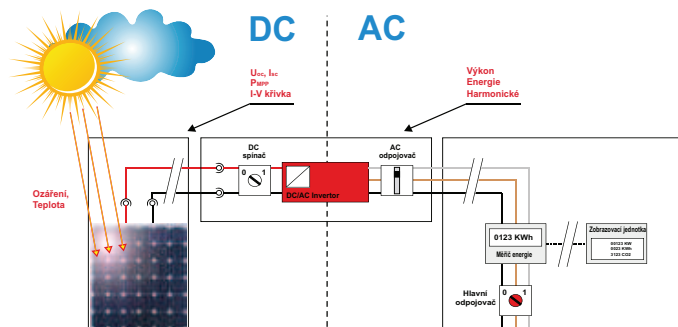 DC
AC
Uoc, Isc
PMPP
I-V křivka
Výkon
Energie
Harmonické
DC
spínač
0 1
AC
odpojovač
DC/AC Invertor
Ozáření,
Teplota
0123 KWh
Měřič energie
Zobrazovací jednotka
00123 KW
0023 KWh
3123 CO2
Hlavní
odpojovač
0 1